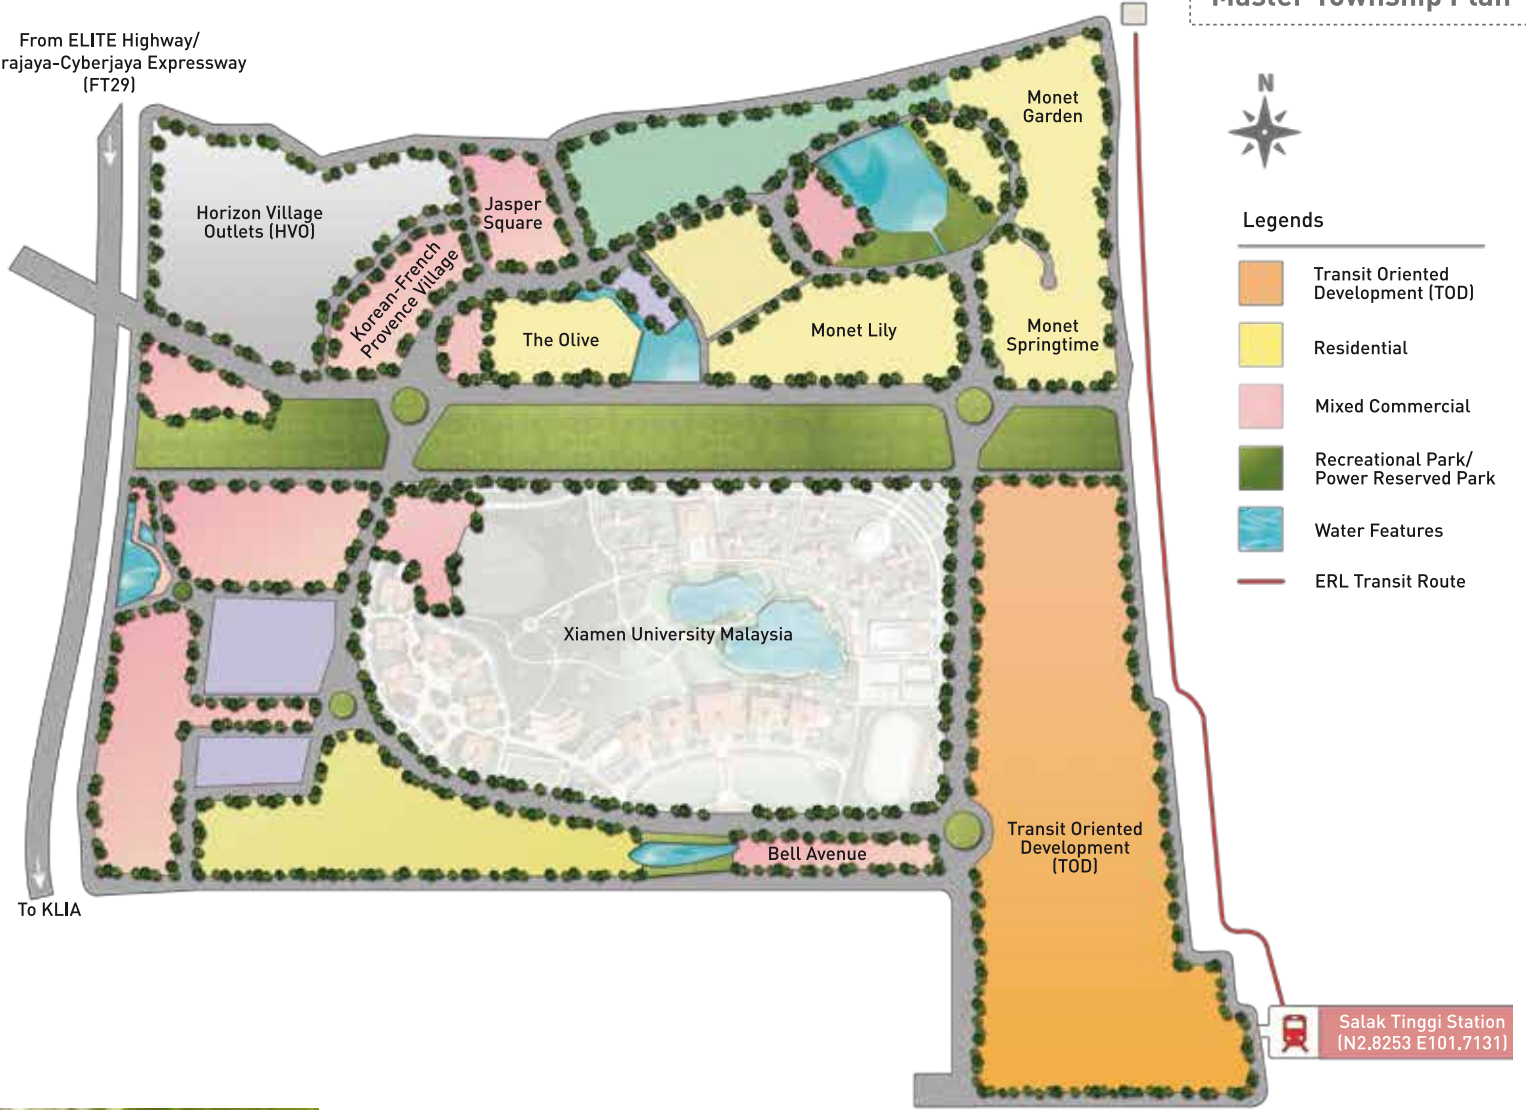 Master Township Plan
From ELITE Highway/
rajaya-Cyberjaya Expressway
(FT29)
N
Monet
Garden
Horizon Village
Outlets (HVO)
Jasper
Square
Korean-French
Provence Village
The Olive
Monet Lily
Monet
Springtime
Legends
Transit Oriented
Development (TOD)
Residential
Mixed Commercial
Recreational Park/
Power Reserved Park
Water Features
ERL Transit Route
Xiamen University Malaysia
Bell Avenue
Transit Oriented
Development
(TOD)
To KLIA
Salak Tinggi Station
(N2.8253 E101.7131)